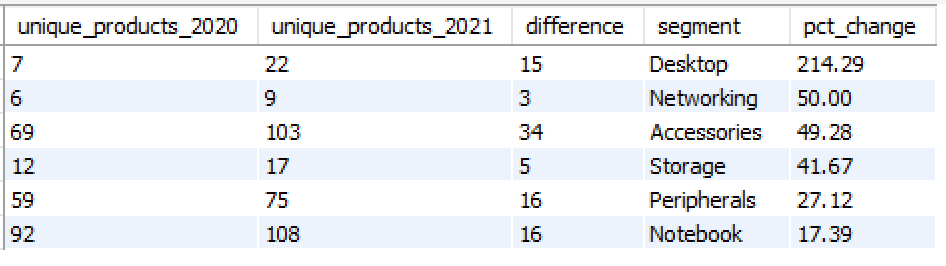 unique_products_2020 unique_products_2021 difference segment pct_change
7 22 15 Desktop 214.29
6 9 3 Networking 50.00
69 103 34 Accessories 49.28
12 17 5 Storage 41.67
59 75 16 Peripherals 27.12
92 108 16 Notebook 17.39